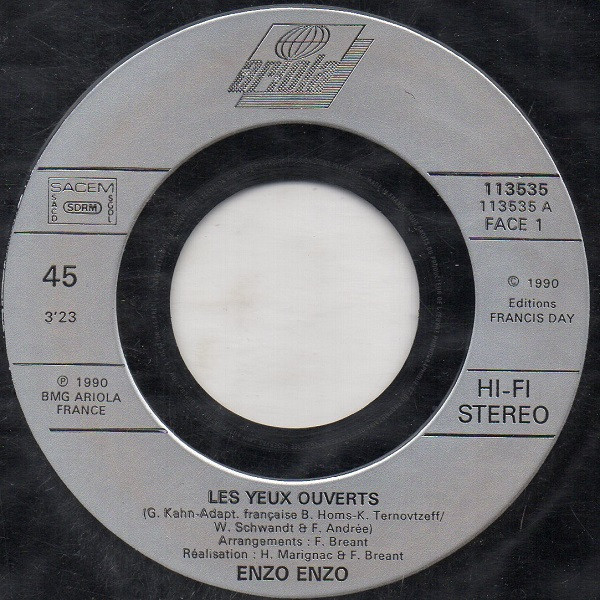 ariola
SACEM
SACD
SDRM
SGDL
45
3'23
℗ 1990
BMG ARIOLA
FRANCE
113535
113535 A
FACE 1
© 1990
Editions
FRANCIS DAY
HI-FI
STEREO
LES YEUX OUVERTS
(G. Kahn-Adapt. française B. Homs-K. Ternovtzeff/
W. Schwandt & F. Andrée)
Arrangements : F. Breant
Réalisation : H. Marignac & F. Breant
ENZO ENZO